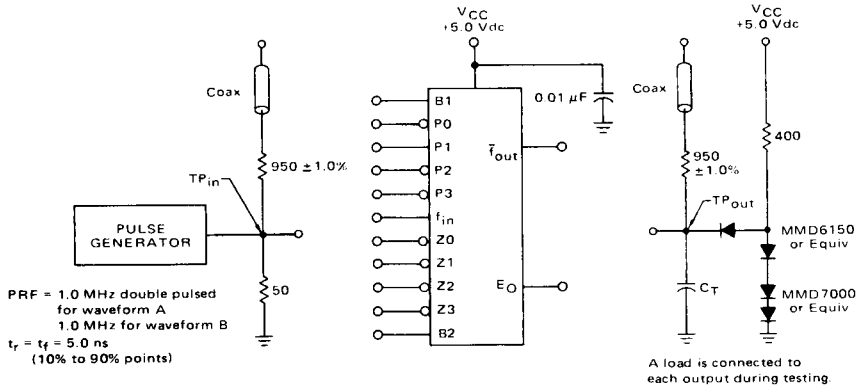 Coax
950 ± 1.0%
TPin
PULSE
GENERATOR
50
PRF = 1.0 MHz double pulsed
for waveform A
1.0 MHz for waveform B
tr = tf = 5.0 ns
(10% to 90% points)
VCC
+5.0 Vdc
0.01 µF
B1
P0
P1
P2
P3
fin
Z0
Z1
Z2
Z3
B2
f̅out
EO
VCC
+5.0 Vdc
Coax
400
950
±1.0%
TPout
MMD6150
or Equiv
CT
MMD7000
or Equiv
A load is connected to
each output during testing.